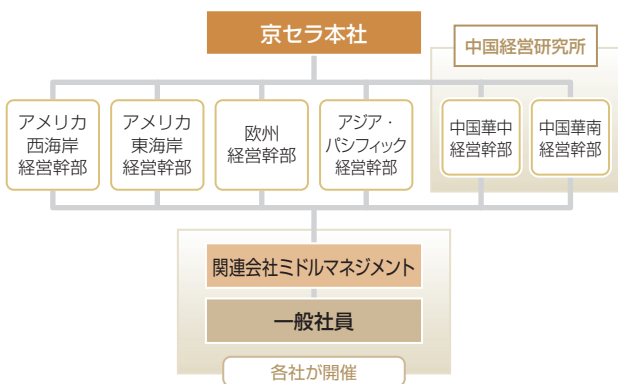 京セラ本社
中国経営研究所
アメリカ
西海岸
経営幹部
アメリカ
東海岸
経営幹部
欧州
経営幹部
アジア・
パシフィック
経営幹部
中国華中
経営幹部
中国華南
経営幹部
関連会社ミドルマネジメント
一般社員
各社が開催